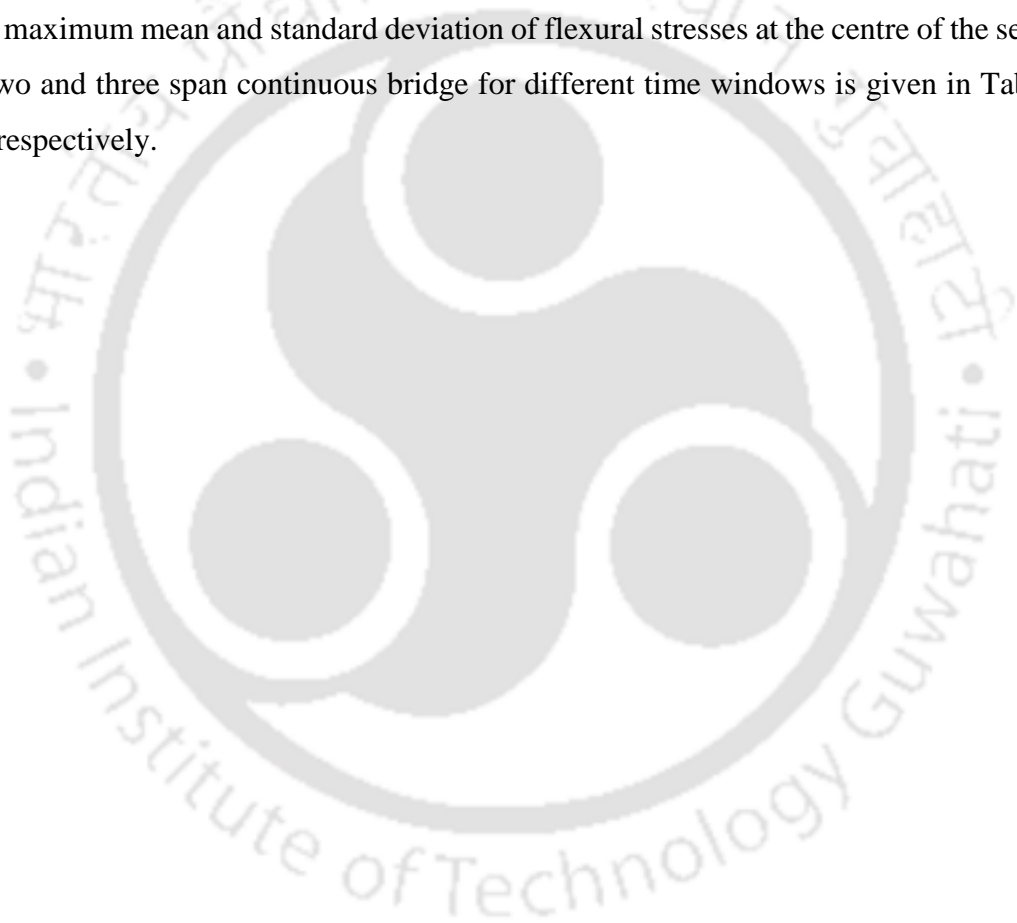 maximum mean and standard deviation of flexural stresses at the centre of the se
wo and three span continuous bridge for different time windows is given in Tab
respectively.
Indian Institute of Technology Guwahati